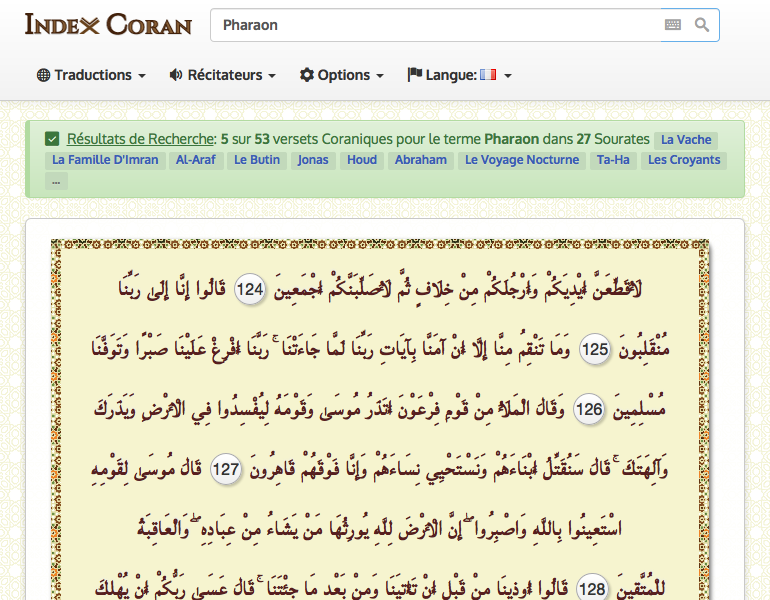 INDEX CORAN
Pharaon
Traductions
Récitateurs
Options
Langue:
Résultats de Recherche: 5 sur 53 versets Coraniques pour le terme Pharaon dans 27 Sourates La Vache
La Famille D'Imran Al-Araf Le Butin Jonas Houd Abraham Le Voyage Nocturne Ta-Ha Les Croyants
...
لَأُقَطِّعَنَّ أَيْدِيَكُمْ وَأَرْجُلَكُمْ مِنْ خِلَافٍ ثُمَّ لَأُصَلِّبَنَّكُمْ أَجْمَعِينَ 124 قَالُوا إِنَّا إِلَىٰ رَبِّنَا
مُنْقَلِبُونَ 125 وَمَا تَنْقِمُ مِنَّا إِلَّا أَنْ آمَنَّا بِآيَاتِ رَبِّنَا لَمَّا جَاءَتْنَا ۚ رَبَّنَا أَفْرِغْ عَلَيْنَا صَبْرًا وَتَوَفَّنَا
مُسْلِمِينَ 126 وَقَالَ الْمَلَأُ مِنْ قَوْمِ فِرْعَوْنَ أَتَذَرُ مُوسَىٰ وَقَوْمَهُ لِيُفْسِدُوا فِي الْأَرْضِ وَيَذَرَكَ
وَآلِهَتَكَ ۚ قَالَ سَنُقَتِّلُ أَبْنَاءَهُمْ وَنَسْتَحْيِي نِسَاءَهُمْ وَإِنَّا فَوْقَهُمْ قَاهِرُونَ 127 قَالَ مُوسَىٰ لِقَوْمِهِ
اسْتَعِينُوا بِاللَّهِ وَاصْبِرُوا ۖ إِنَّ الْأَرْضَ لِلَّهِ يُورِثُهَا مَنْ يَشَاءُ مِنْ عِبَادِهِ ۖ وَالْعَاقِبَةُ
لِلْمُتَّقِينَ 128 قَالُوا أُوذِينَا مِنْ قَبْلِ أَنْ تَأْتِيَنَا وَمِنْ بَعْدِ مَا جِئْتَنَا ۚ قَالَ عَسَىٰ رَبُّكُمْ أَنْ يُهْلِكَ